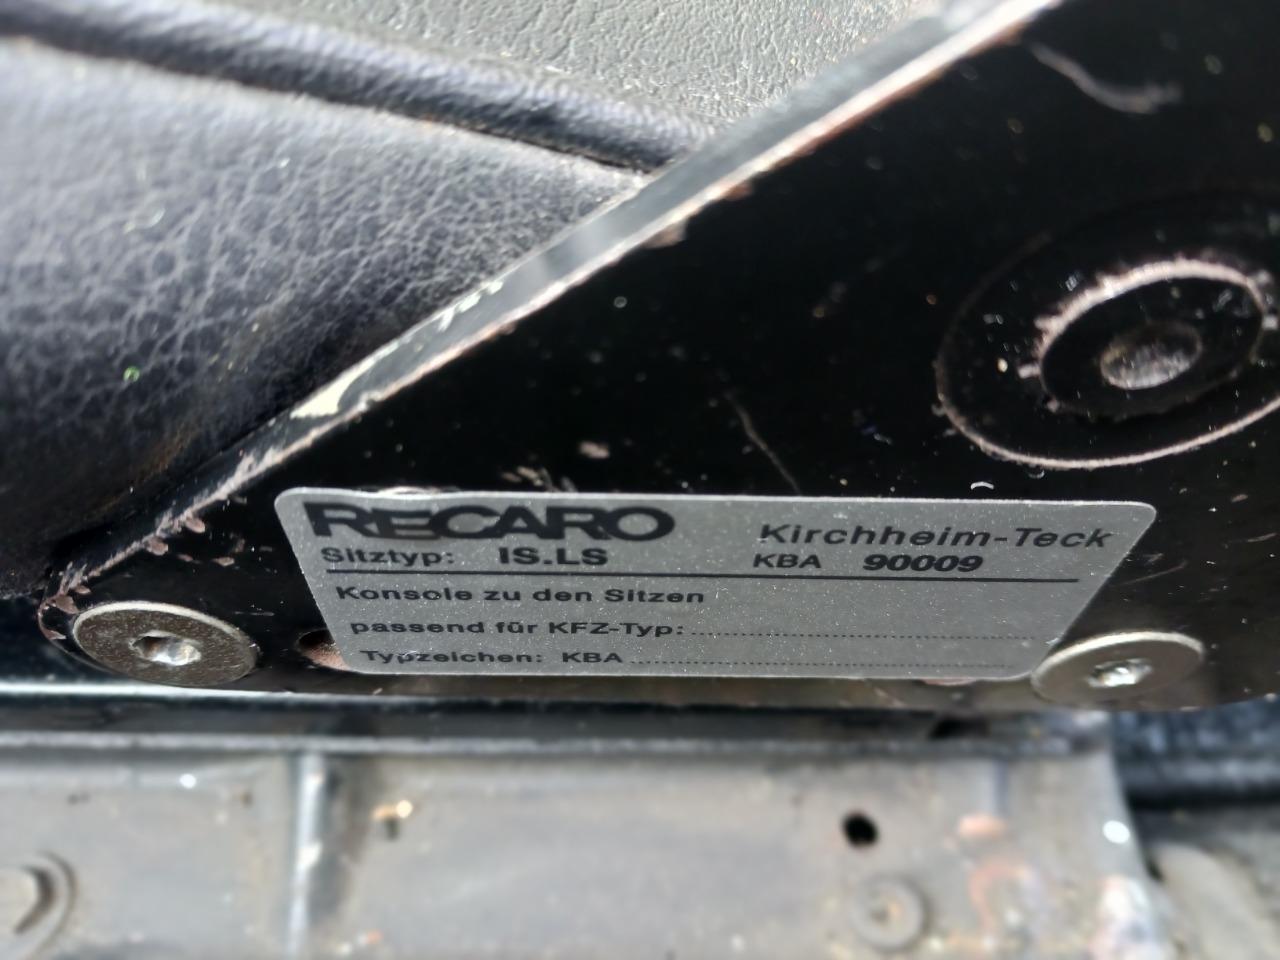 RECARO Kirchheim-Teck
Sitztyp: IS.LS KBA 90009
Konsole zu den Sitzen
passend für KFZ-Typ:
Typzeichen: KBA